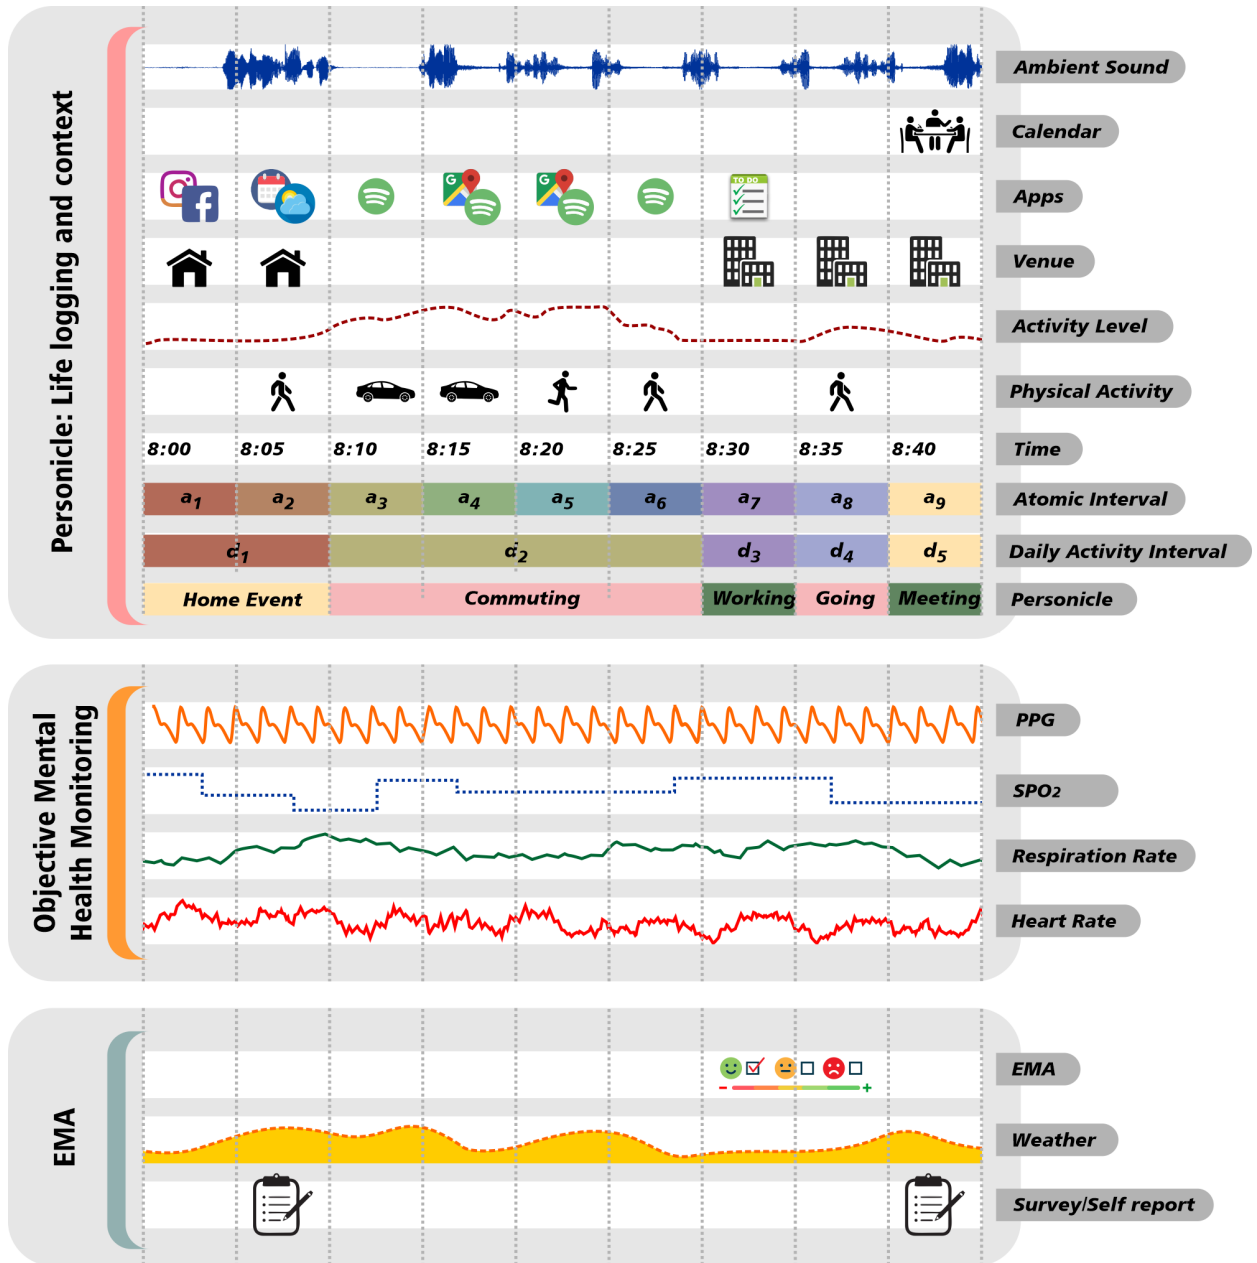 Personicle: Life logging and context
Ambient Sound
Calendar
Apps
G
G
TO DO
Venue
Activity Level
Physical Activity
8:00 8:05 8:10 8:15 8:20 8:25 8:30 8:35 8:40 Time
a1 a2 a3 a4 a5 a6 a7 a8 a9 Atomic Interval
d1 d2 d3 d4 d5 Daily Activity Interval
Home Event Commuting Working Going Meeting Personicle
Objective Mental
Health Monitoring
PPG
SPO2
Respiration Rate
Heart Rate
EMA
EMA
- +
Weather
Survey/Self report